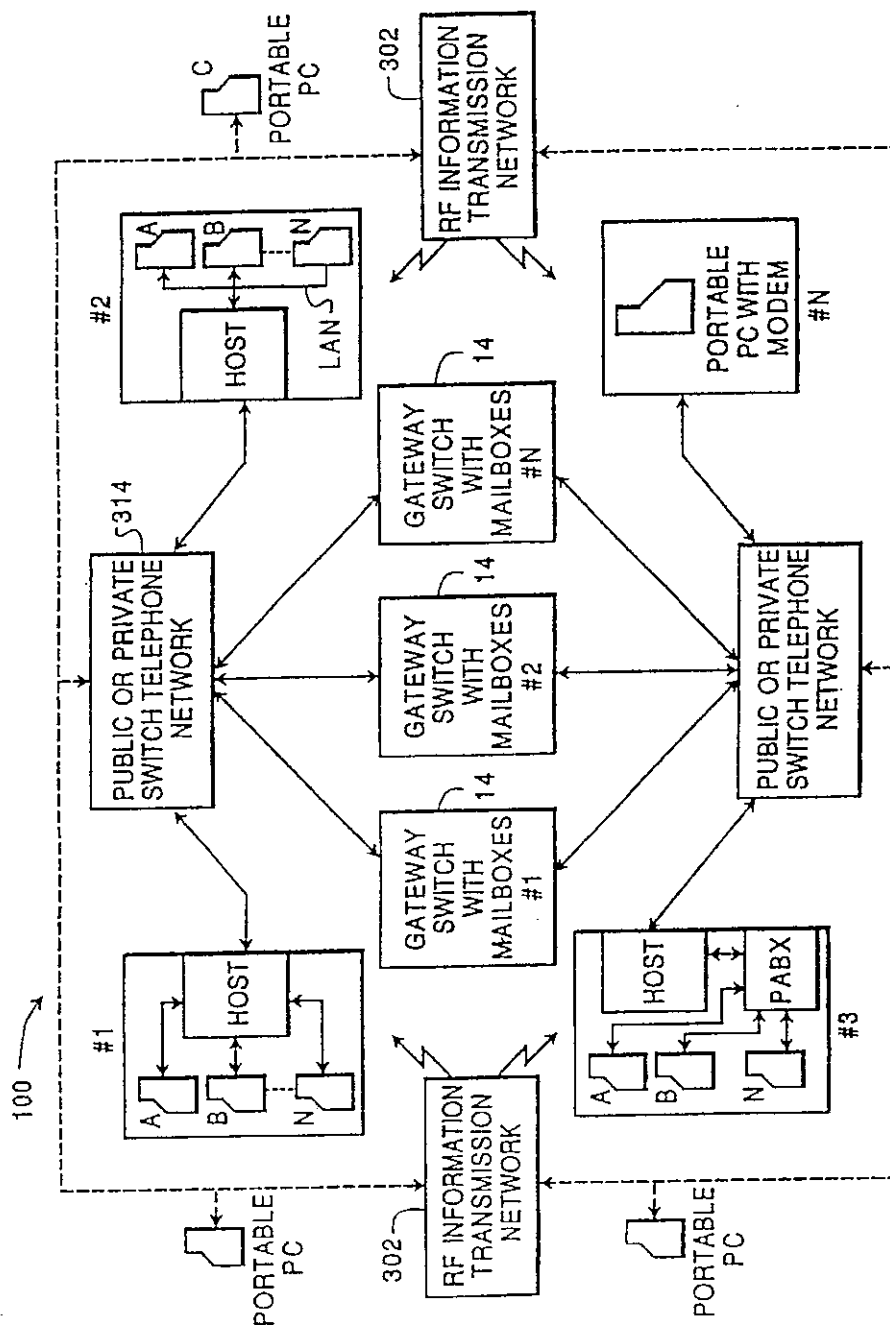 100
#1
A
B
N
HOST
PUBLIC OR PRIVATE
SWITCH TELEPHONE
NETWORK
314
#2
HOST
A
B
N
LAN
C
PORTABLE
PC
PORTABLE
PC
302
RF INFORMATION
TRANSMISSION
NETWORK
14
GATEWAY
SWITCH
WITH
MAILBOXES
#1
14
GATEWAY
SWITCH
WITH
MAILBOXES
#2
14
GATEWAY
SWITCH
WITH
MAILBOXES
#N
302
RF INFORMATION
TRANSMISSION
NETWORK
PORTABLE
PC
A
B
N
HOST
PABX
#3
PUBLIC OR PRIVATE
SWITCH TELEPHONE
NETWORK
PORTABLE
PC WITH
MODEM
#N